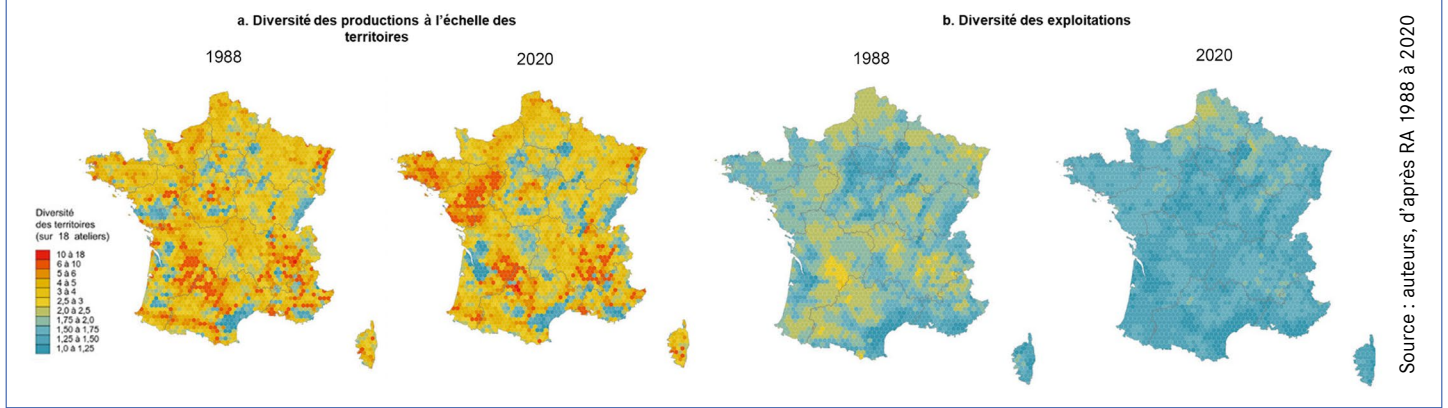 a. Diversité des productions à l'échelle des
territoires
1988
2020
b. Diversité des exploitations
1988
2020
Diversité
des territoires
(sur 18 ateliers)
10 à 18
6 à 10
5 à 6
4 à 5
3 à 4
2,5 à 3
2,0 à 2,5
1,75 à 2,0
1,50 à 1,75
1,25 à 1,50
1,0 à 1,25
Source : auteurs, d'après RA 1988 à 2020